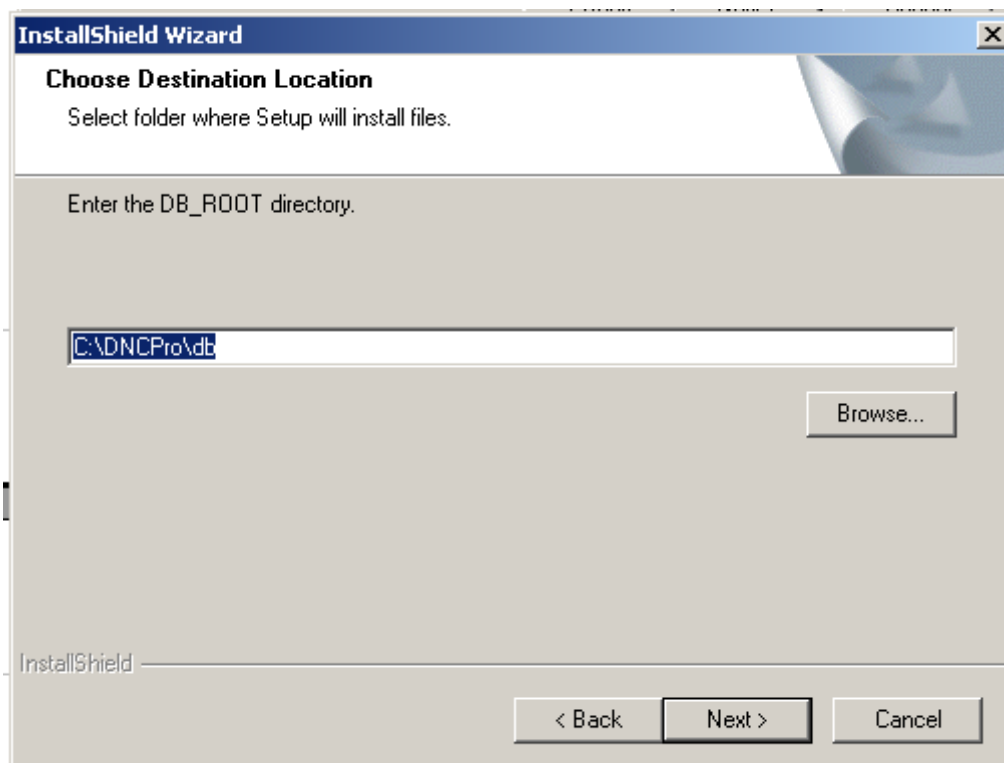 InstallShield Wizard
Choose Destination Location
Select folder where Setup will install files.
Enter the DB_ROOT directory.
C:\DNCPro\db
Browse...
InstallShield
< Back
Next >
Cancel